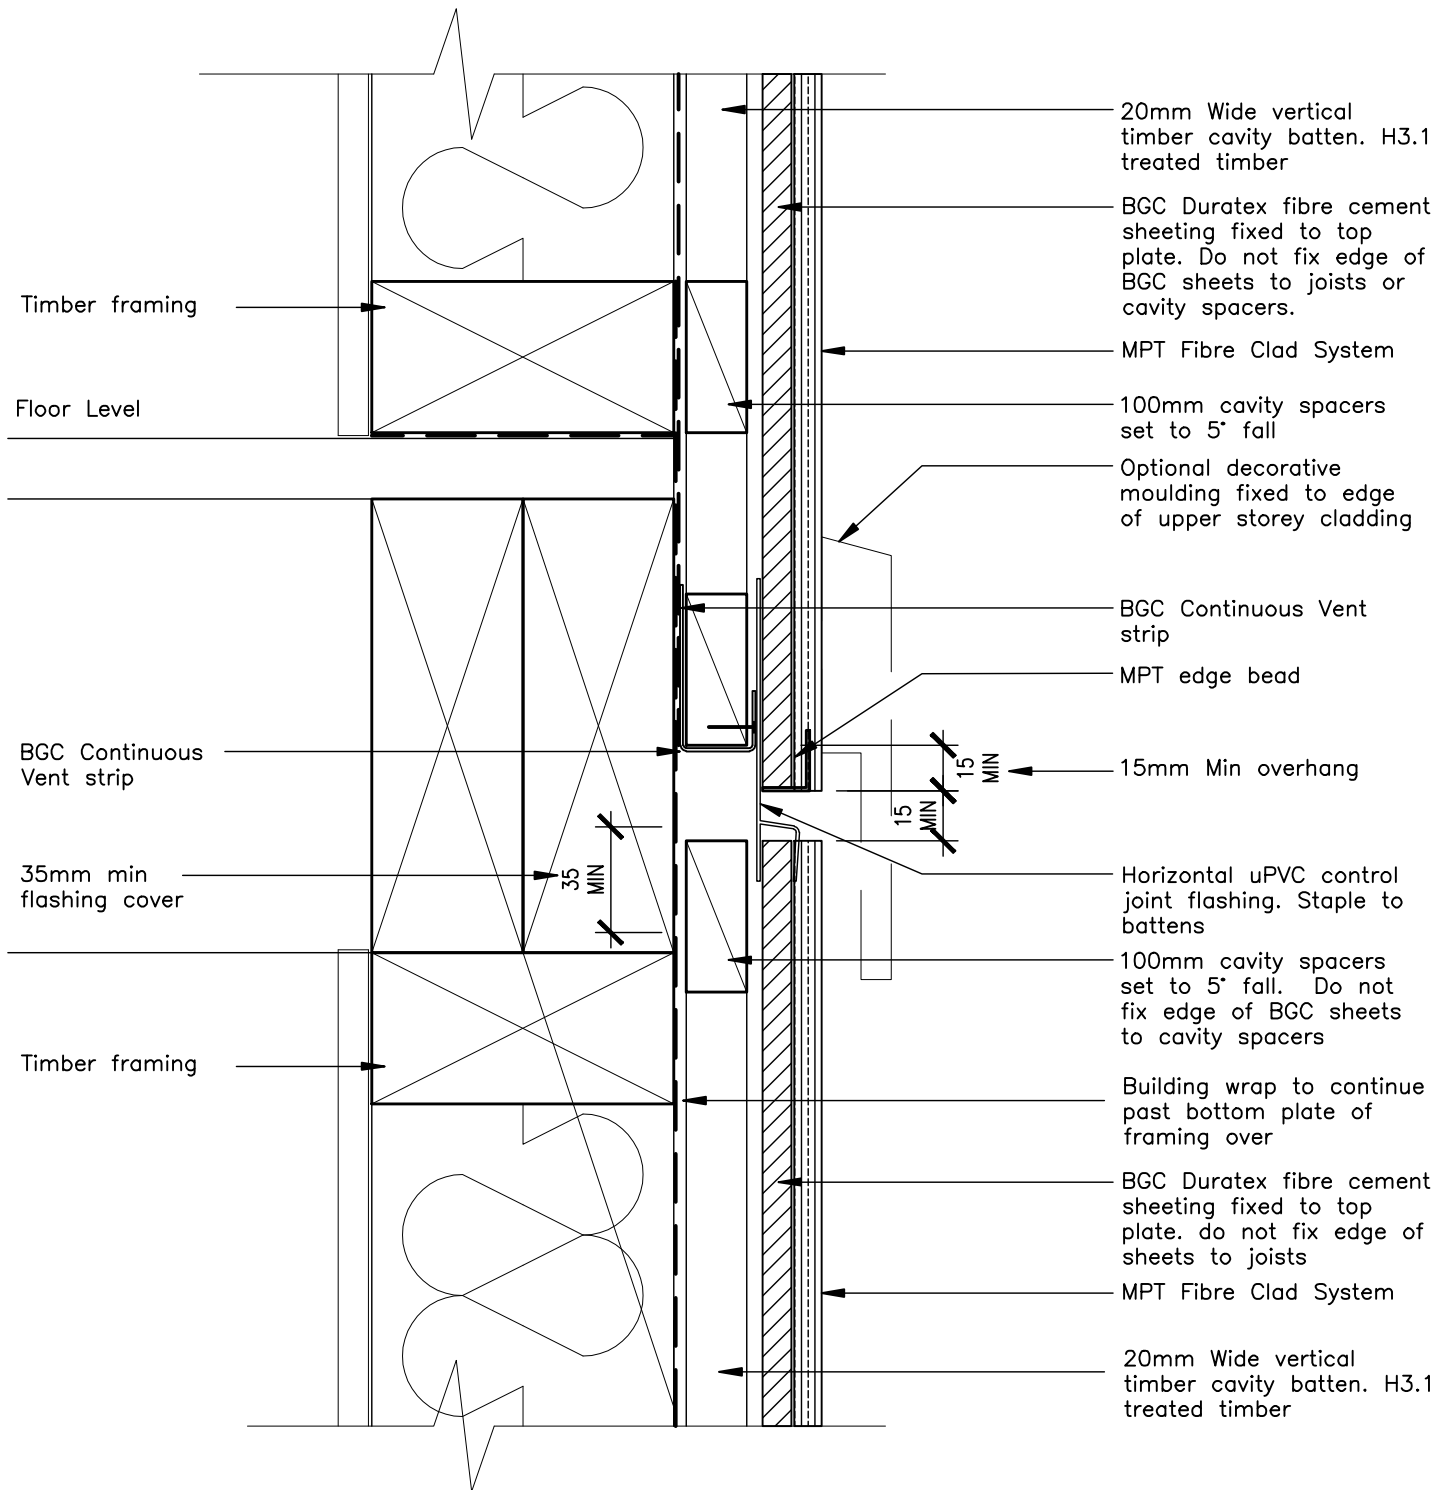 20mm Wide vertical
timber cavity batten. H3.1
treated timber
BGC Duratex fibre cement
sheeting fixed to top
plate. Do not fix edge of
BGC sheets to joists or
cavity spacers.
Timber framing
MPT Fibre Clad System
Floor Level
100mm cavity spacers
set to 5° fall
Optional decorative
moulding fixed to edge
of upper storey cladding
BGC Continuous Vent
strip
MPT edge bead
BGC Continuous
Vent strip
15
MIN
15mm Min overhang
15
MIN
35mm min
flashing cover
35
MIN
Horizontal uPVC control
joint flashing. Staple to
battens
100mm cavity spacers
set to 5° fall. Do not
fix edge of BGC sheets
to cavity spacers
Timber framing
Building wrap to continue
past bottom plate of
framing over
BGC Duratex fibre cement
sheeting fixed to top
plate. do not fix edge of
sheets to joists
MPT Fibre Clad System
20mm Wide vertical
timber cavity batten. H3.1
treated timber